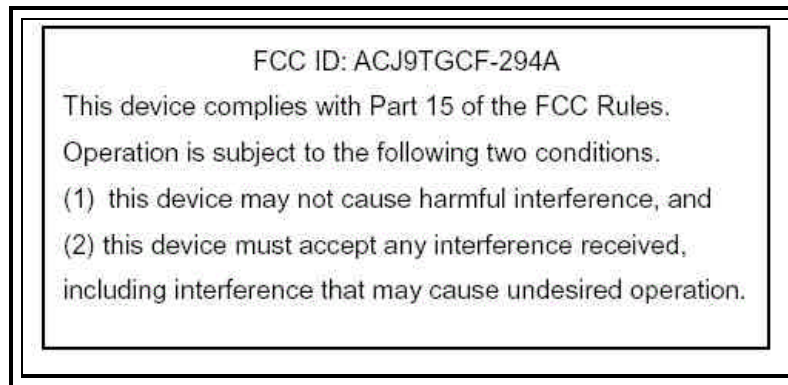 FCC ID: ACJ9TGCF-294A
This device complies with Part 15 of the FCC Rules.
Operation is subject to the following two conditions.
(1) this device may not cause harmful interference, and
(2) this device must accept any interference received,
including interference that may cause undesired operation.